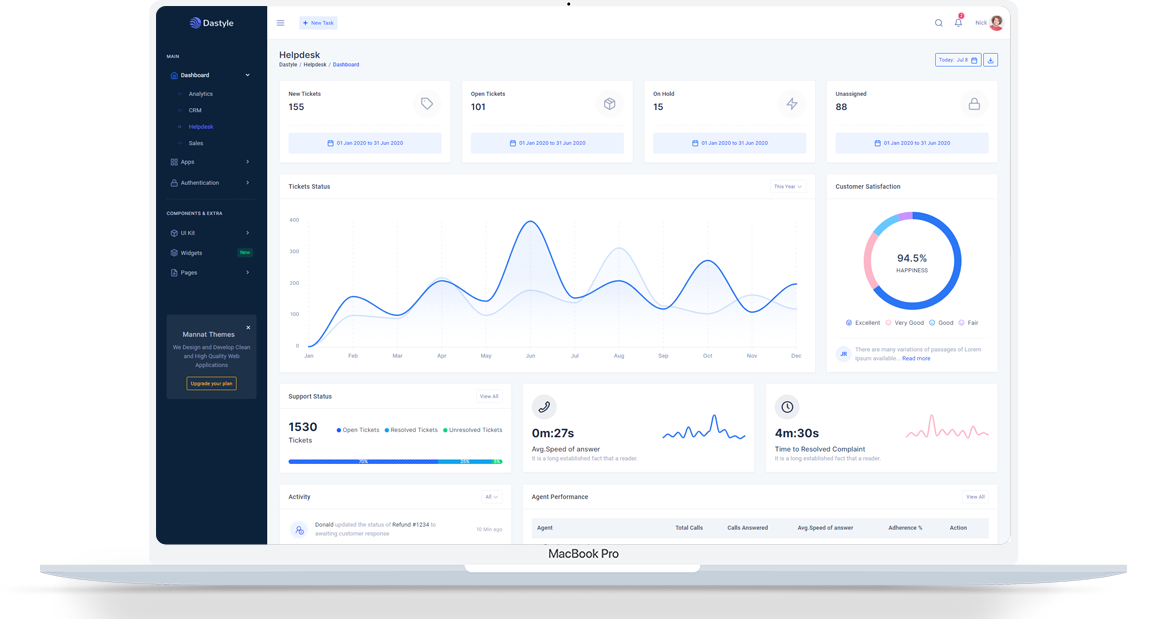 Dastyle
+ New Task
2
Nick
MAIN
Dashboard
Analytics
CRM
Helpdesk
Sales
Apps
Authentication
COMPONENTS & EXTRA
UI Kit
Widgets New
Pages
Mannat Themes
We Design and Develop Clean
and High Quality Web
Applications
Upgrade your plan
Helpdesk
Dastyle / Helpdesk / Dashboard
Today: Jul 8
New Tickets
155
01 Jan 2020 to 31 Jun 2020
Open Tickets
101
01 Jan 2020 to 31 Jun 2020
On Hold
15
01 Jan 2020 to 31 Jun 2020
Unassigned
88
01 Jan 2020 to 31 Jun 2020
Tickets Status
This Year
400
300
200
100
0
Jan Feb Mar Apr May Jun Jul Aug Sep Oct Nov Dec
Customer Satisfaction
94.5%
HAPPINESS
Excellent Very Good Good Fair
JR
There are many variations of passages of Lorem
ipsum available... Read more
Support Status
View All
1530
Tickets
Open Tickets Resolved Tickets Unresolved Tickets
70%
0m:27s
Avg.Speed of answer
It is a long established fact that a reader.
4m:30s
Time to Resolved Complaint
It is a long established fact that a reader.
Activity
All
Donald updated the status of Refund #1234 to
awaiting customer response
10 Min ago
Agent Performance
View All
Agent Total Calls Calls Answered Avg.Speed of answer Adherence % Action
MacBook Pro